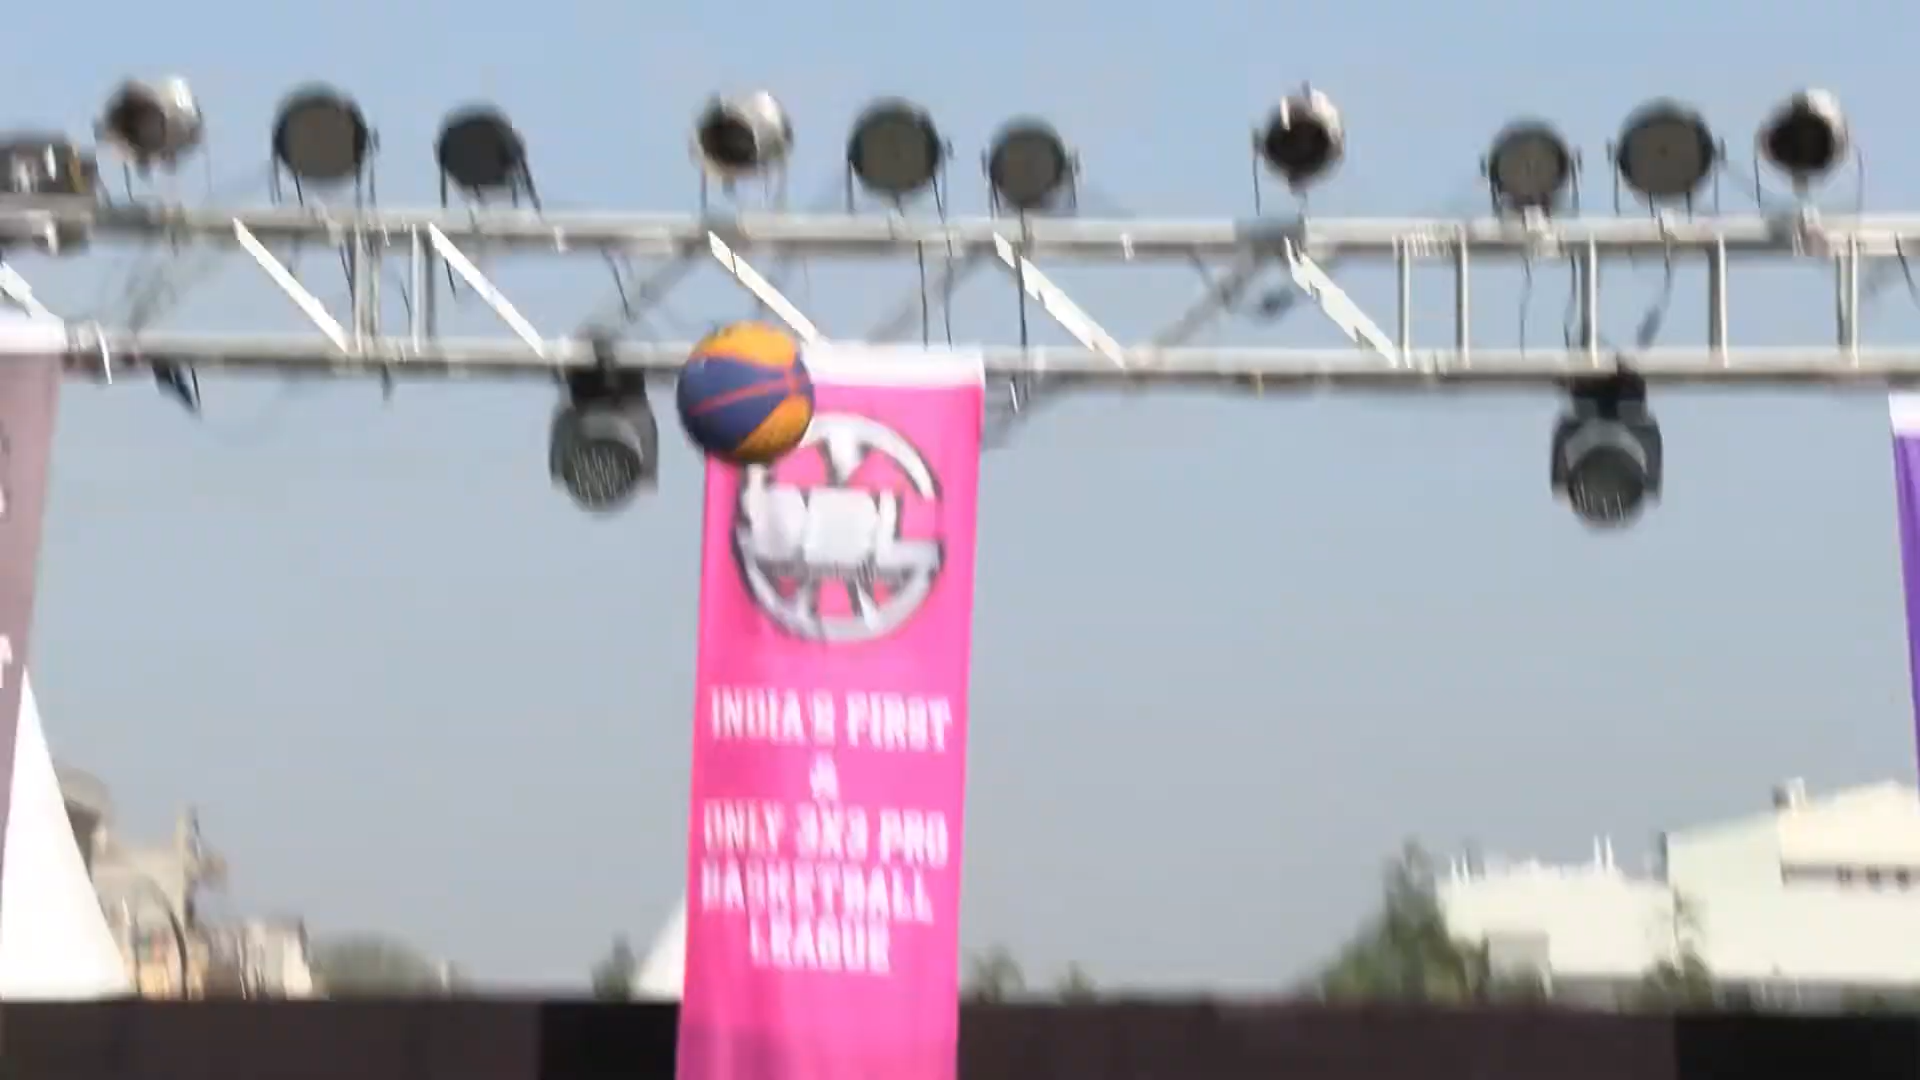 INDIA'S FIRST
&
ONLY 3X3 PRO
BASKETBALL
LEAGUE